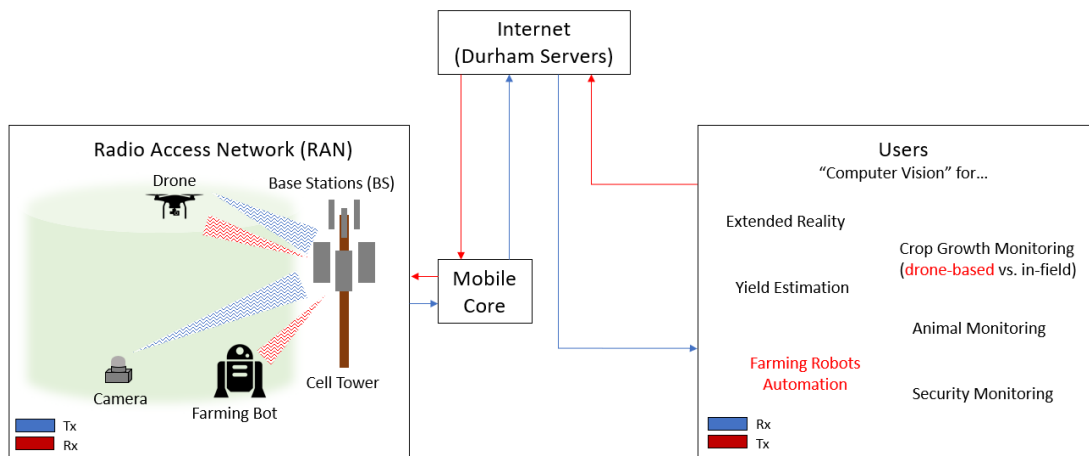 Internet
(Durham Servers)
Radio Access Network (RAN)
Drone
Base Stations (BS)
Camera
Farming Bot
Cell Tower
Tx
Rx
Mobile
Core
Users
“Computer Vision” for…
Extended Reality
Crop Growth Monitoring
(drone-based vs. in-field)
Yield Estimation
Animal Monitoring
Farming Robots
Automation
Security Monitoring
Rx
Tx